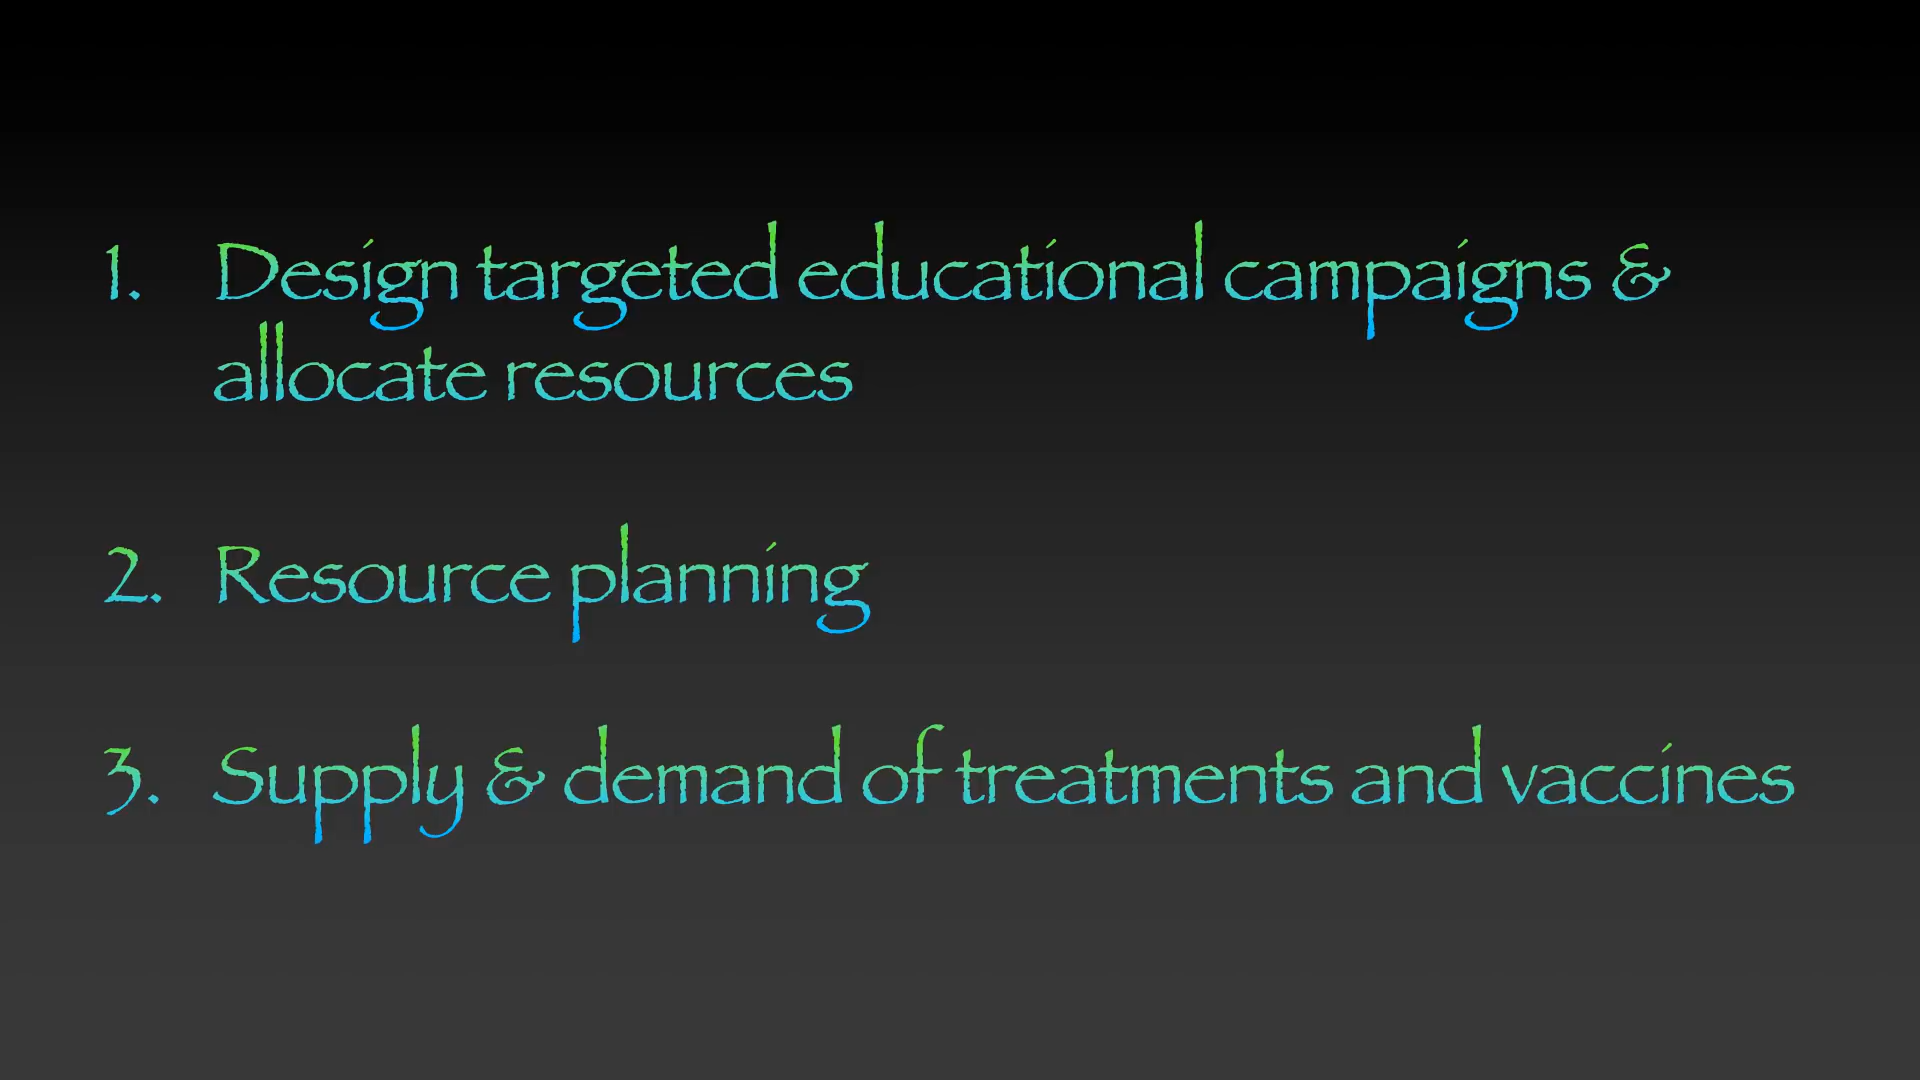 1. Design targeted educational campaigns &
allocate resources
2. Resource planning
3. Supply & demand of treatments and vaccines